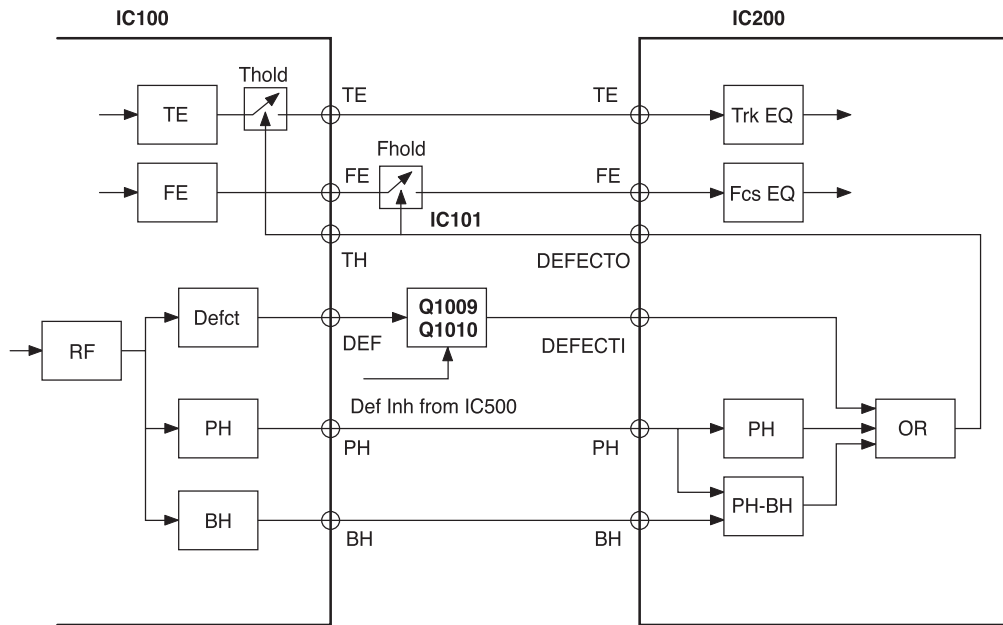 IC100
IC200
Thold
TE
TE
TE
Trk EQ
Fhold
FE
FE
FE
Fcs EQ
IC101
TH
DEFECTO
Defct
Q1009
Q1010
RF
DEF
DEFECTI
Def Inh from IC500
PH
PH
PH
PH
OR
BH
BH
BH
PH-BH